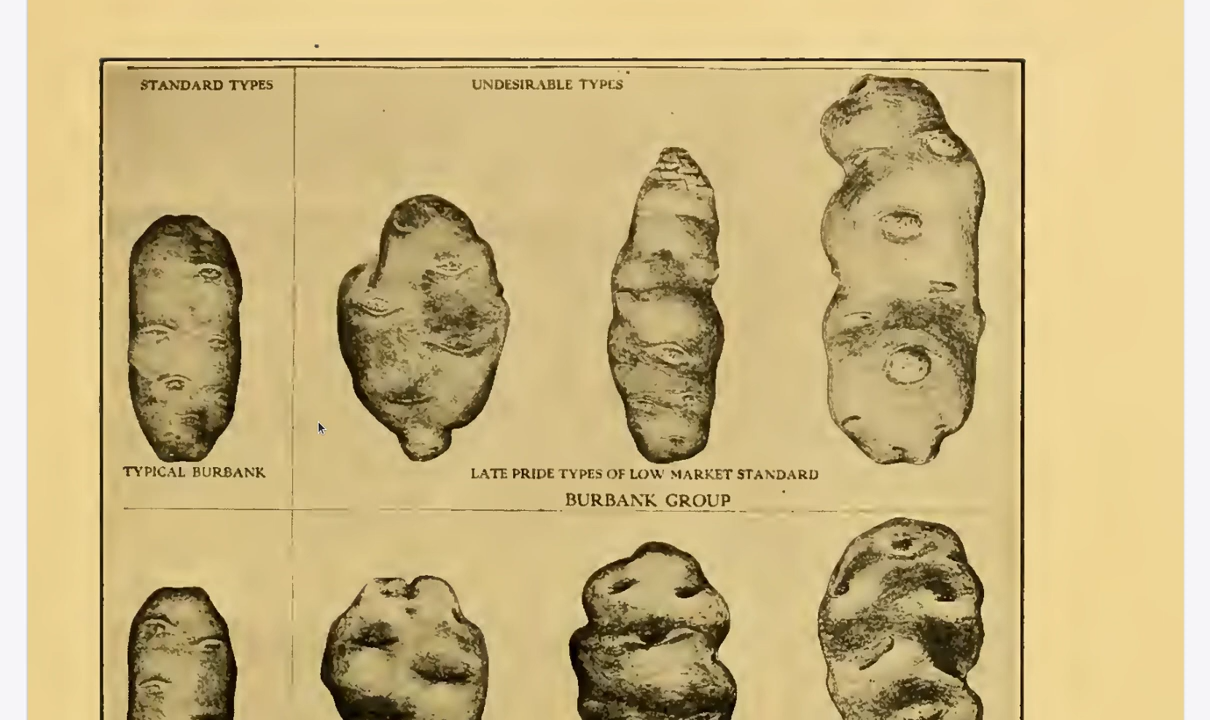 STANDARD TYPES
UNDESIRABLE TYPES
TYPICAL BURBANK
LATE PRIDE TYPES OF LOW MARKET STANDARD
BURBANK GROUP